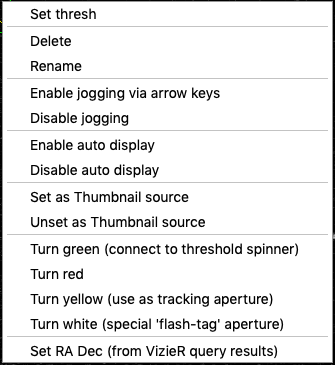 Set thresh
Delete
Rename
Enable jogging via arrow keys
Disable jogging
Enable auto display
Disable auto display
Set as Thumbnail source
Unset as Thumbnail source
Turn green (connect to threshold spinner)
Turn red
Turn yellow (use as tracking aperture)
Turn white (special 'flash-tag' aperture)
Set RA Dec (from VizieR query results)